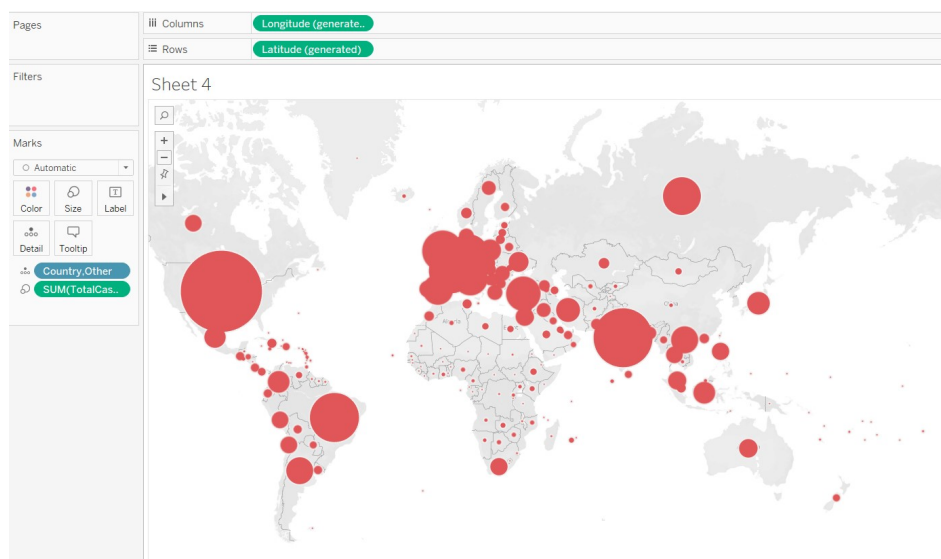 Pages
Columns
Longitude (generate..
Rows
Latitude (generated)
Filters
Sheet 4
Marks
Automatic
Color
Size
Label
Detail
Tooltip
Country,Other
SUM(TotalCas..